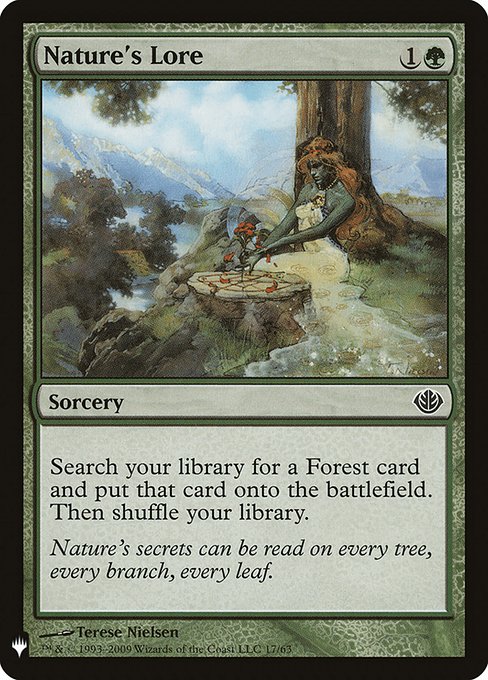 Nature's Lore 1
Sorcery
Search your library for a Forest card
and put that card onto the battlefield.
Then shuffle your library.
Nature's secrets can be read on every tree,
every branch, every leaf.
Terese Nielsen
™ & © 1993–2009 Wizards of the Coast LLC 17/63